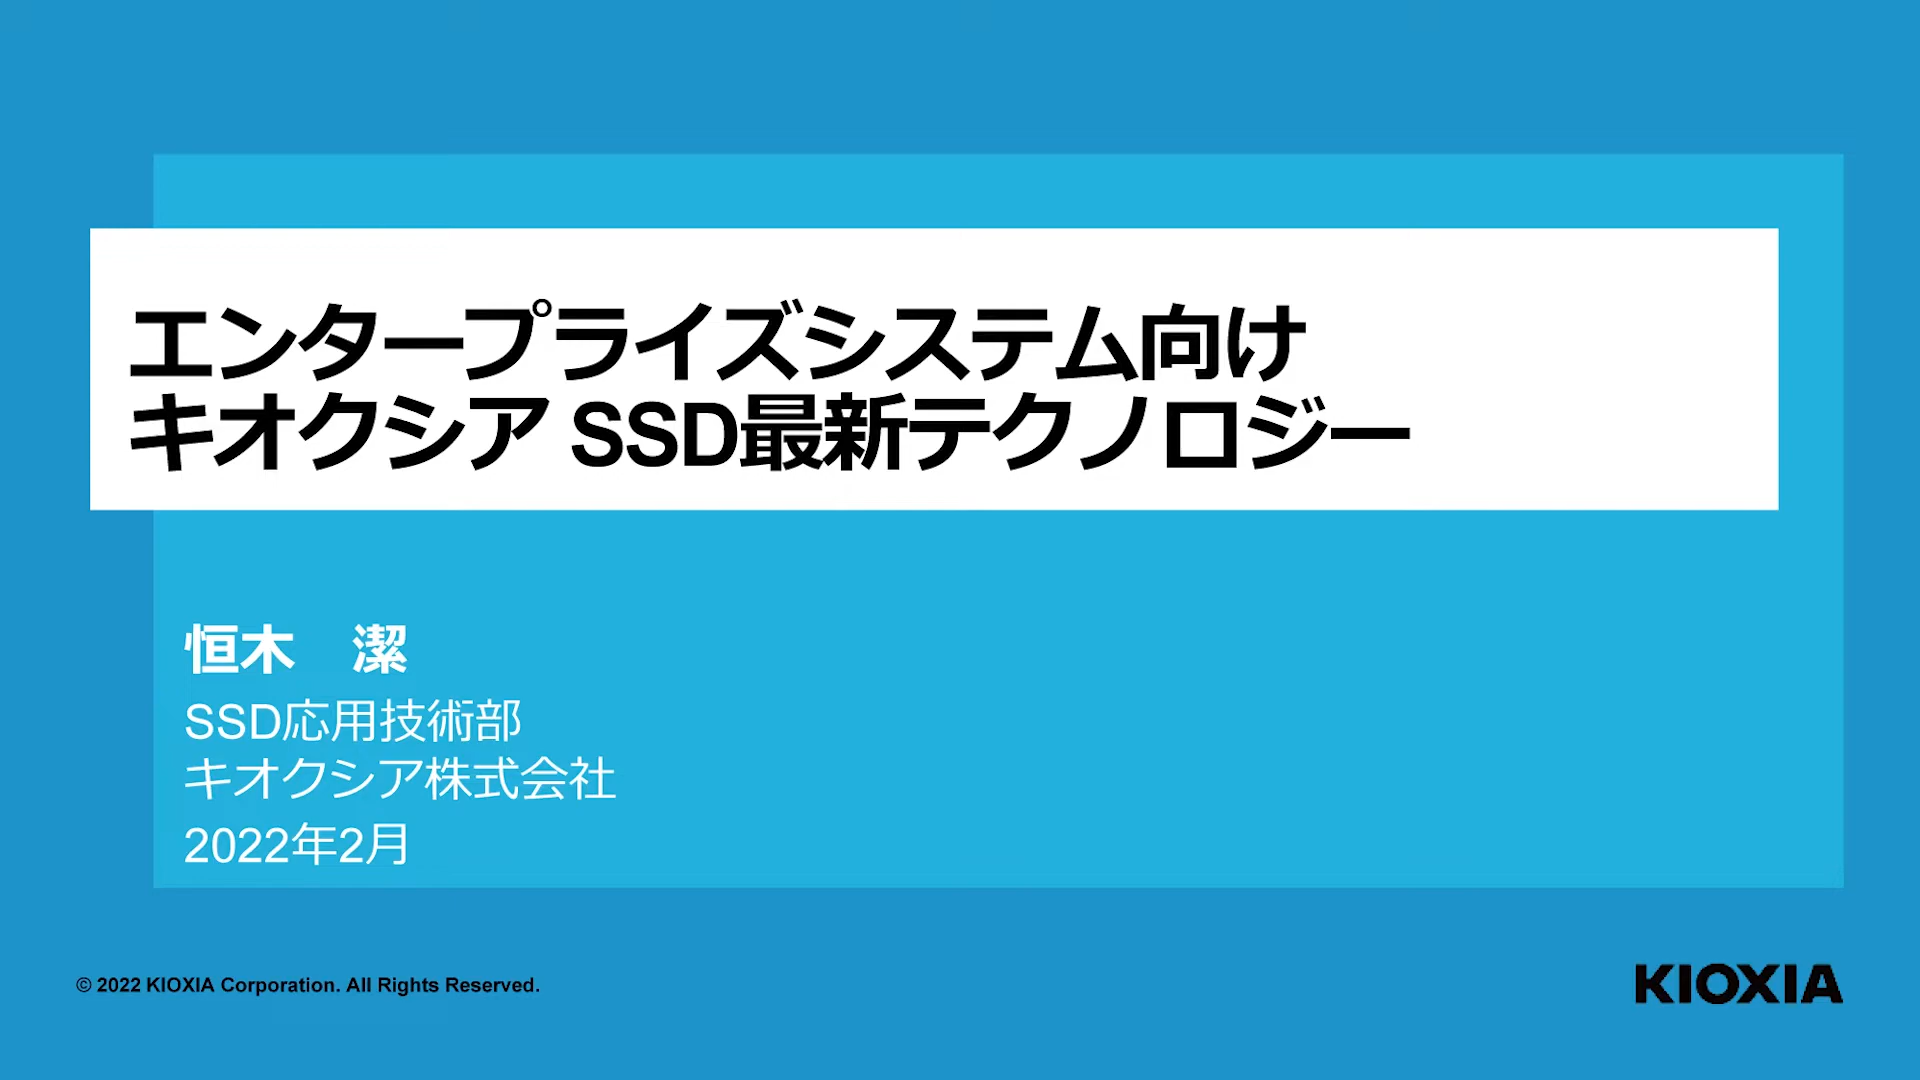 エンタープライズシステム向け
キオクシア SSD最新テクノロジー
恒木　潔
SSD応用技術部
キオクシア株式会社
2022年2月
© 2022 KIOXIA Corporation. All Rights Reserved.
KIOXIA